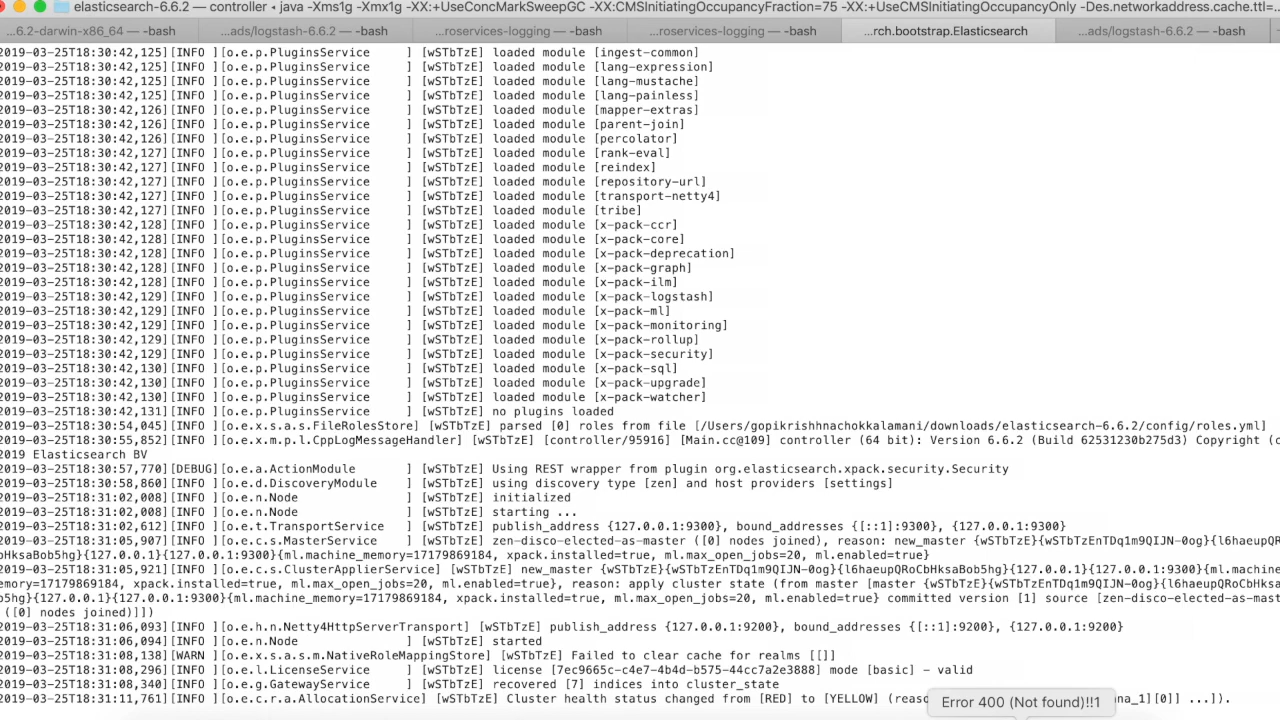 elasticsearch-6.6.2 — controller ◂ java -Xms1g -Xmx1g -XX:+UseConcMarkSweepGC -XX:CMSInitiatingOccupancyFraction=75 -XX:+UseCMSInitiatingOccupancyOnly -Des.networkaddress.cache.ttl=...
...6.2-darwin-x86_64 — -bash ...ads/logstash-6.6.2 — -bash ...roservices-logging — -bash ...roservices-logging — -bash ...rch.bootstrap.Elasticsearch ...ads/logstash-6.6.2 — -bash
2019-03-25T18:30:42,125][INFO ][o.e.p.PluginsService     ] [wSTbTzE] loaded module [ingest-common]
2019-03-25T18:30:42,125][INFO ][o.e.p.PluginsService     ] [wSTbTzE] loaded module [lang-expression]
2019-03-25T18:30:42,125][INFO ][o.e.p.PluginsService     ] [wSTbTzE] loaded module [lang-mustache]
2019-03-25T18:30:42,125][INFO ][o.e.p.PluginsService     ] [wSTbTzE] loaded module [lang-painless]
2019-03-25T18:30:42,126][INFO ][o.e.p.PluginsService     ] [wSTbTzE] loaded module [mapper-extras]
2019-03-25T18:30:42,126][INFO ][o.e.p.PluginsService     ] [wSTbTzE] loaded module [parent-join]
2019-03-25T18:30:42,126][INFO ][o.e.p.PluginsService     ] [wSTbTzE] loaded module [percolator]
2019-03-25T18:30:42,127][INFO ][o.e.p.PluginsService     ] [wSTbTzE] loaded module [rank-eval]
2019-03-25T18:30:42,127][INFO ][o.e.p.PluginsService     ] [wSTbTzE] loaded module [reindex]
2019-03-25T18:30:42,127][INFO ][o.e.p.PluginsService     ] [wSTbTzE] loaded module [repository-url]
2019-03-25T18:30:42,127][INFO ][o.e.p.PluginsService     ] [wSTbTzE] loaded module [transport-netty4]
2019-03-25T18:30:42,127][INFO ][o.e.p.PluginsService     ] [wSTbTzE] loaded module [tribe]
2019-03-25T18:30:42,128][INFO ][o.e.p.PluginsService     ] [wSTbTzE] loaded module [x-pack-ccr]
2019-03-25T18:30:42,128][INFO ][o.e.p.PluginsService     ] [wSTbTzE] loaded module [x-pack-core]
2019-03-25T18:30:42,128][INFO ][o.e.p.PluginsService     ] [wSTbTzE] loaded module [x-pack-deprecation]
2019-03-25T18:30:42,128][INFO ][o.e.p.PluginsService     ] [wSTbTzE] loaded module [x-pack-graph]
2019-03-25T18:30:42,128][INFO ][o.e.p.PluginsService     ] [wSTbTzE] loaded module [x-pack-ilm]
2019-03-25T18:30:42,129][INFO ][o.e.p.PluginsService     ] [wSTbTzE] loaded module [x-pack-logstash]
2019-03-25T18:30:42,129][INFO ][o.e.p.PluginsService     ] [wSTbTzE] loaded module [x-pack-ml]
2019-03-25T18:30:42,129][INFO ][o.e.p.PluginsService     ] [wSTbTzE] loaded module [x-pack-monitoring]
2019-03-25T18:30:42,129][INFO ][o.e.p.PluginsService     ] [wSTbTzE] loaded module [x-pack-rollup]
2019-03-25T18:30:42,129][INFO ][o.e.p.PluginsService     ] [wSTbTzE] loaded module [x-pack-security]
2019-03-25T18:30:42,130][INFO ][o.e.p.PluginsService     ] [wSTbTzE] loaded module [x-pack-sql]
2019-03-25T18:30:42,130][INFO ][o.e.p.PluginsService     ] [wSTbTzE] loaded module [x-pack-upgrade]
2019-03-25T18:30:42,130][INFO ][o.e.p.PluginsService     ] [wSTbTzE] loaded module [x-pack-watcher]
2019-03-25T18:30:42,131][INFO ][o.e.p.PluginsService     ] [wSTbTzE] no plugins loaded
2019-03-25T18:30:54,045][INFO ][o.e.x.s.a.s.FileRolesStore] [wSTbTzE] parsed [0] roles from file [/Users/gopikrishhnachokkalamani/downloads/elasticsearch-6.6.2/config/roles.yml]
2019-03-25T18:30:55,852][INFO ][o.e.x.m.p.l.CppLogMessageHandler] [wSTbTzE] [controller/95916] [Main.cc@109] controller (64 bit): Version 6.6.2 (Build 62531230b275d3) Copyright (c
2019 Elasticsearch BV
2019-03-25T18:30:57,770][DEBUG][o.e.a.ActionModule       ] [wSTbTzE] Using REST wrapper from plugin org.elasticsearch.xpack.security.Security
2019-03-25T18:30:58,860][INFO ][o.e.d.DiscoveryModule    ] [wSTbTzE] using discovery type [zen] and host providers [settings]
2019-03-25T18:31:02,008][INFO ][o.e.n.Node               ] [wSTbTzE] initialized
2019-03-25T18:31:02,008][INFO ][o.e.n.Node               ] [wSTbTzE] starting ...
2019-03-25T18:31:02,612][INFO ][o.e.t.TransportService   ] [wSTbTzE] publish_address {127.0.0.1:9300}, bound_addresses {[::1]:9300}, {127.0.0.1:9300}
2019-03-25T18:31:05,907][INFO ][o.e.c.s.MasterService    ] [wSTbTzE] zen-disco-elected-as-master ([0] nodes joined), reason: new_master {wSTbTzE}{wSTbTzEnTDq1m9QIJN-0og}{l6haeupQR
bHksaBob5hg}{127.0.0.1}{127.0.0.1:9300}{ml.machine_memory=17179869184, xpack.installed=true, ml.max_open_jobs=20, ml.enabled=true}
2019-03-25T18:31:05,921][INFO ][o.e.c.s.ClusterApplierService] [wSTbTzE] new_master {wSTbTzE}{wSTbTzEnTDq1m9QIJN-0og}{l6haeupQRoCbHksaBob5hg}{127.0.0.1}{127.0.0.1:9300}{ml.machine
emory=17179869184, xpack.installed=true, ml.max_open_jobs=20, ml.enabled=true}, reason: apply cluster state (from master [master {wSTbTzE}{wSTbTzEnTDq1m9QIJN-0og}{l6haeupQRoCbHksa
ob5hg}{127.0.0.1}{127.0.0.1:9300}{ml.machine_memory=17179869184, xpack.installed=true, ml.max_open_jobs=20, ml.enabled=true} committed version [1] source [zen-disco-elected-as-mast
([0] nodes joined)]])
2019-03-25T18:31:06,093][INFO ][o.e.h.n.Netty4HttpServerTransport] [wSTbTzE] publish_address {127.0.0.1:9200}, bound_addresses {[::1]:9200}, {127.0.0.1:9200}
2019-03-25T18:31:06,094][INFO ][o.e.n.Node               ] [wSTbTzE] started
2019-03-25T18:31:08,138][WARN ][o.e.x.s.a.s.m.NativeRoleMappingStore] [wSTbTzE] Failed to clear cache for realms [[]]
2019-03-25T18:31:08,296][INFO ][o.e.l.LicenseService     ] [wSTbTzE] license [7ec9665c-c4e7-4b4d-b575-44cc7a2e3888] mode [basic] - valid
2019-03-25T18:31:08,340][INFO ][o.e.g.GatewayService     ] [wSTbTzE] recovered [7] indices into cluster_state
2019-03-25T18:31:11,761][INFO ][o.e.c.r.a.AllocationService] [wSTbTzE] Cluster health status changed from [RED] to [YELLOW] (reas na_1][0]] ...]).
Error 400 (Not found)!!1